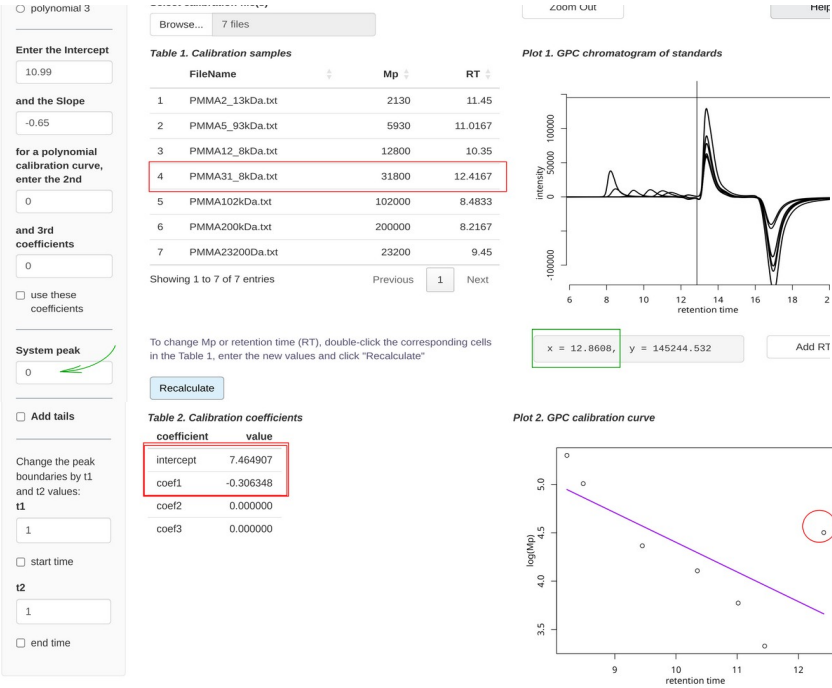 polynomial 3
Enter the Intercept
10.99
and the Slope
-0.65
for a polynomial
calibration curve,
enter the 2nd
0
and 3rd
coefficients
0
use these
coefficients
System peak
0
Add tails
Change the peak
boundaries by t1
and t2 values:
t1
1
start time
t2
1
end time
Browse... 7 files
Table 1. Calibration samples
FileName Mp RT
1 PMMA2_13kDa.txt 2130 11.45
2 PMMA5_93kDa.txt 5930 11.0167
3 PMMA12_8kDa.txt 12800 10.35
4 PMMA31_8kDa.txt 31800 12.4167
5 PMMA102kDa.txt 102000 8.4833
6 PMMA200kDa.txt 200000 8.2167
7 PMMA23200Da.txt 23200 9.45
Showing 1 to 7 of 7 entries Previous 1 Next
To change Mp or retention time (RT), double-click the corresponding cells
in the Table 1, enter the new values and click "Recalculate"
Recalculate
Table 2. Calibration coefficients
coefficient value
intercept 7.464907
coef1 -0.306348
coef2 0.000000
coef3 0.000000
Zoom Out Help
Plot 1. GPC chromatogram of standards
intensity
100000
50000
0
-100000
6 8 10 12 14 16 18 2
retention time
x = 12.8608, y = 145244.532
Add RT
Plot 2. GPC calibration curve
log(Mp)
5.0
4.5
4.0
3.5
9 10 11 12
retention time